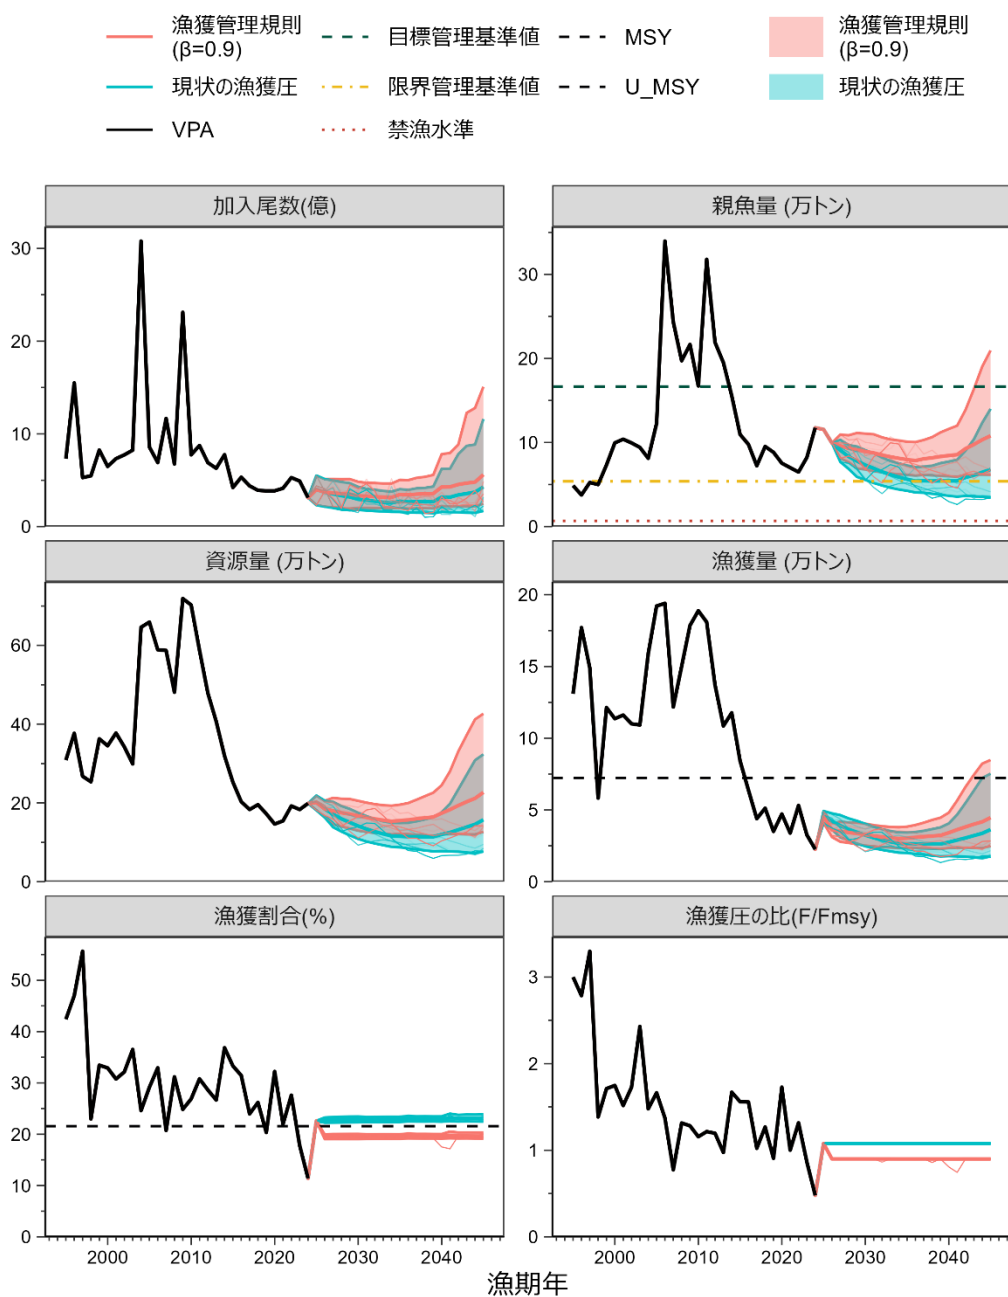 漁獲管理規則
(β=0.9)
目標管理基準値
MSY
漁獲管理規則
(β=0.9)
現状の漁獲圧
限界管理基準値
U_MSY
現状の漁獲圧
VPA
禁漁水準
加入尾数(億)
親魚量 (万トン)
30
20
10
0
30
20
10
0
資源量 (万トン)
漁獲量 (万トン)
60
40
20
0
20
15
10
5
0
漁獲割合(%)
漁獲圧の比(F/Fmsy)
50
40
30
20
10
0
3
2
1
0
2000
2010
2020
2030
2040
2000
2010
2020
2030
2040
漁期年